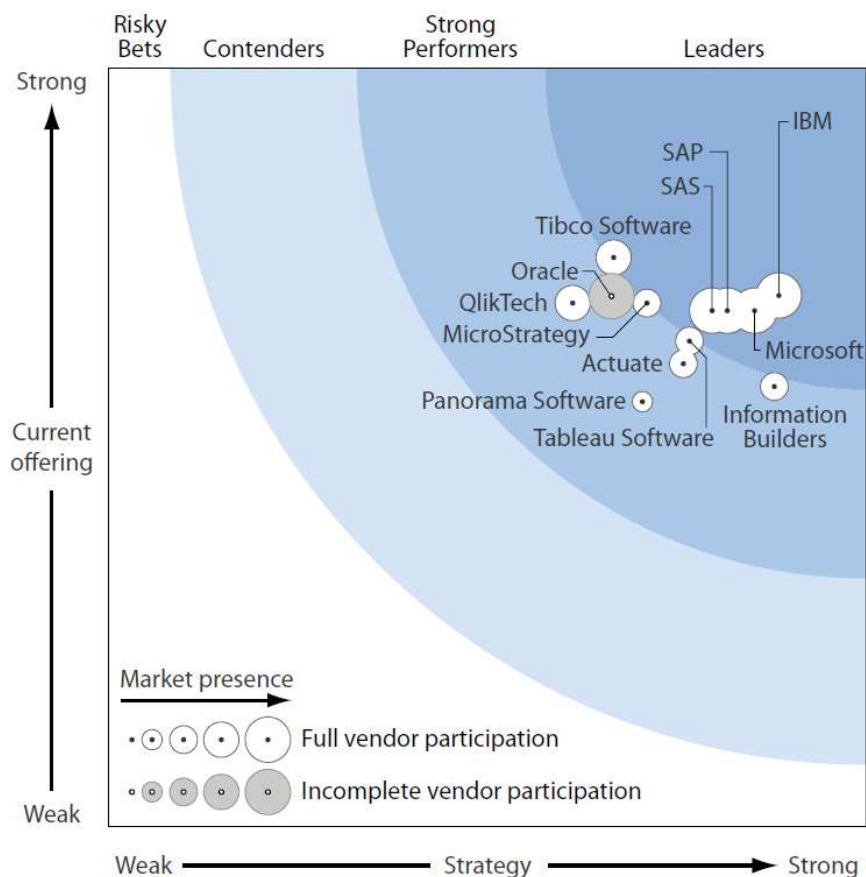 Risky
Bets
Contenders
Strong
Performers
Leaders
Strong
IBM
SAP
SAS
Tibco Software
Oracle
QlikTech
MicroStrategy
Microsoft
Actuate
Panorama Software
Information
Builders
Tableau Software
Current
offering
Market presence
Full vendor participation
Incomplete vendor participation
Weak
Weak
Strategy
Strong